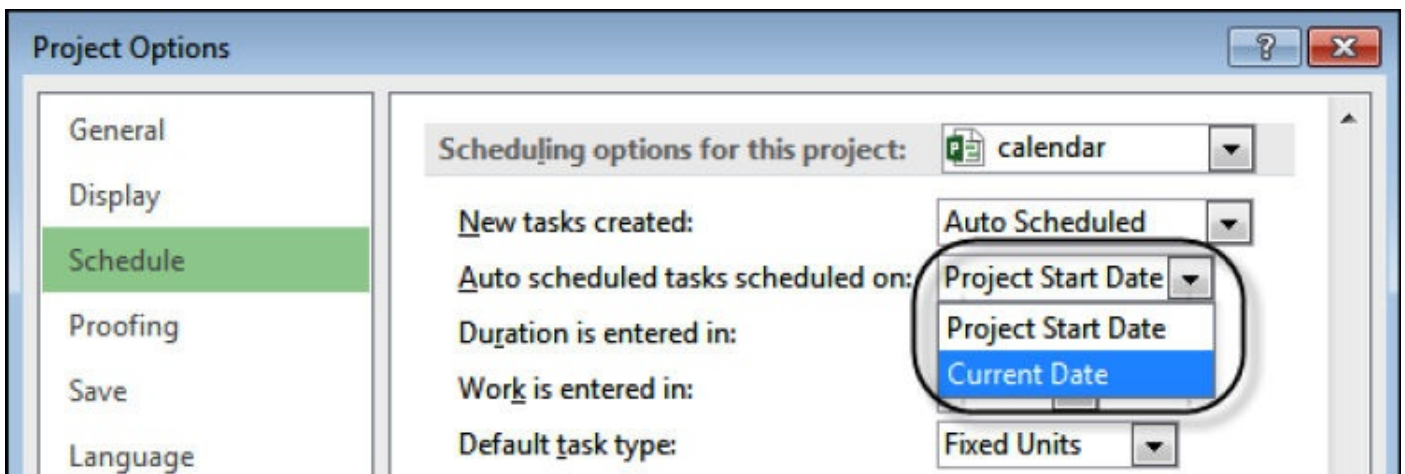 Project Options
General
Display
Schedule
Proofing
Save
Language
Scheduling options for this project: calendar
New tasks created: Auto Scheduled
Auto scheduled tasks scheduled on: Project Start Date
Project Start Date
Duration is entered in:
Current Date
Work is entered in:
Default task type: Fixed Units